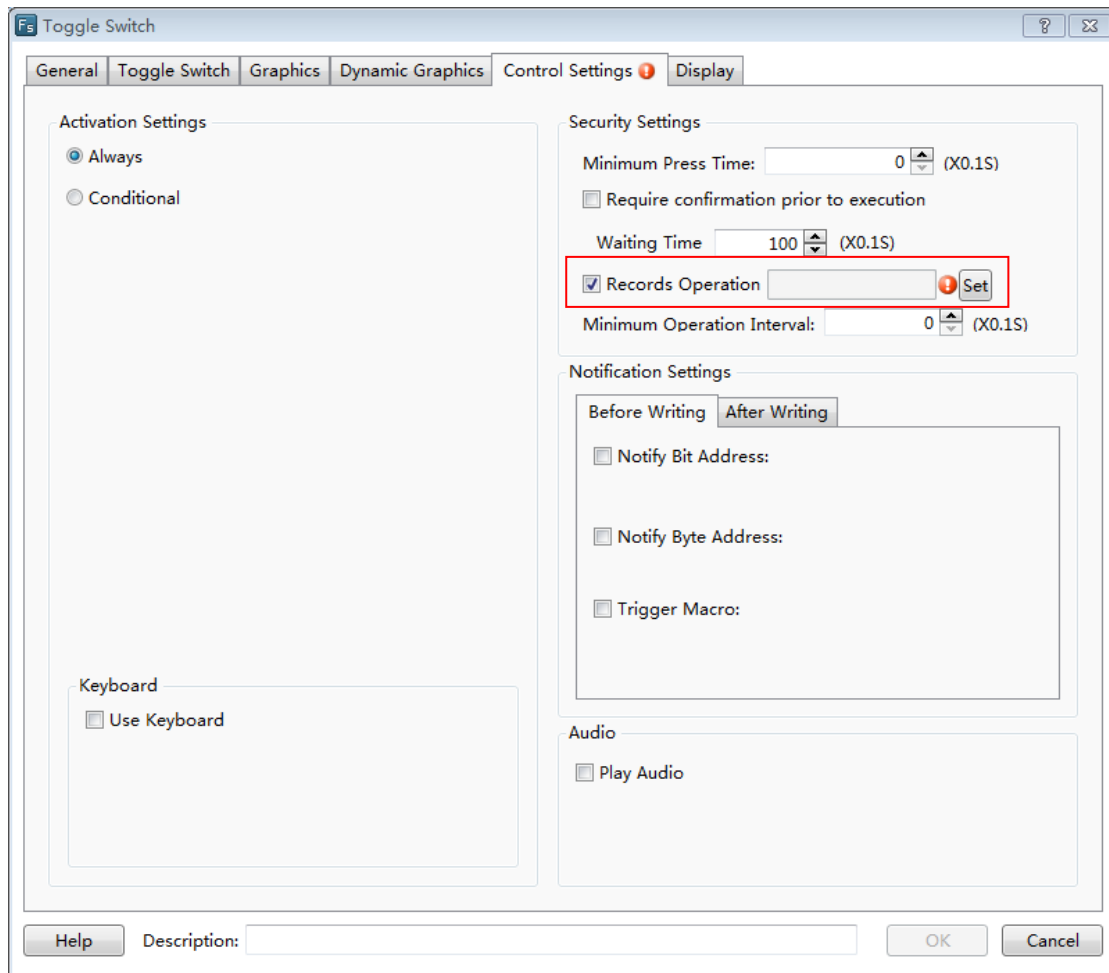 Fs Toggle Switch
General Toggle Switch Graphics Dynamic Graphics Control Settings ! Display
Activation Settings
Always
Conditional
Keyboard
Use Keyboard
Security Settings
Minimum Press Time: 0 (X0.1S)
Require confirmation prior to execution
Waiting Time 100 (X0.1S)
Records Operation ! Set
Minimum Operation Interval: 0 (X0.1S)
Notification Settings
Before Writing After Writing
Notify Bit Address:
Notify Byte Address:
Trigger Macro:
Audio
Play Audio
Help Description: OK Cancel